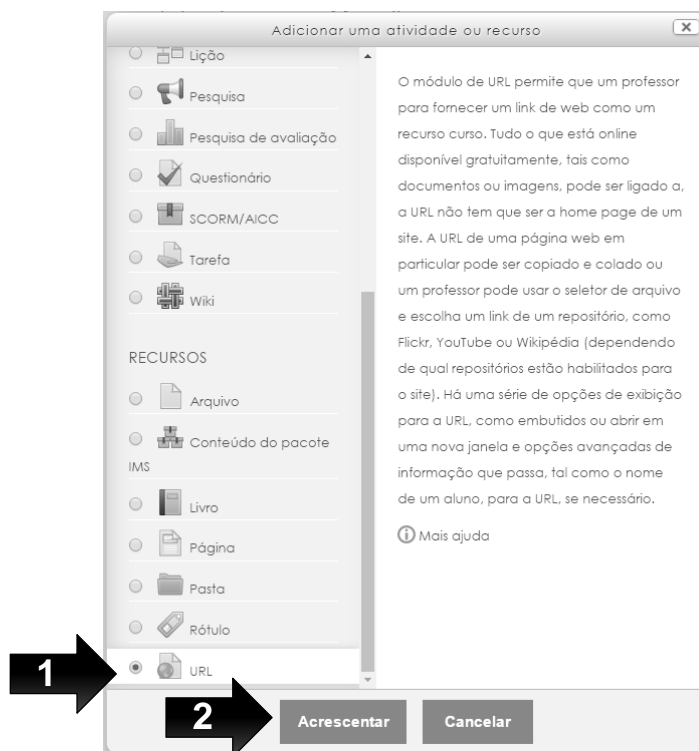 Adicionar uma atividade ou recurso
Lição
Pesquisa
Pesquisa de avaliação
Questionário
SCORM/AICC
Tarefa
Wiki
RECURSOS
Arquivo
Conteúdo do pacote
IMS
Livro
Página
Pasta
Rótulo
URL
O módulo de URL permite que um professor
para fornecer um link de web como um
recurso curso. Tudo o que está online
disponível gratuitamente, tais como
documentos ou imagens, pode ser ligado a,
a URL não tem que ser a home page de um
site. A URL de uma página web em
particular pode ser copiado e colado ou
um professor pode usar o seletor de arquivo
e escolha um link de um repositório, como
Flickr, YouTube ou Wikipédia (dependendo
de qual repositórios estão habilitados para
o site). Há uma série de opções de exibição
para a URL, como embutidos ou abrir em
uma nova janela e opções avançadas de
informação que passa, tal como o nome
de um aluno, para a URL, se necessário.
Mais ajuda
1
2
Acrescentar
Cancelar